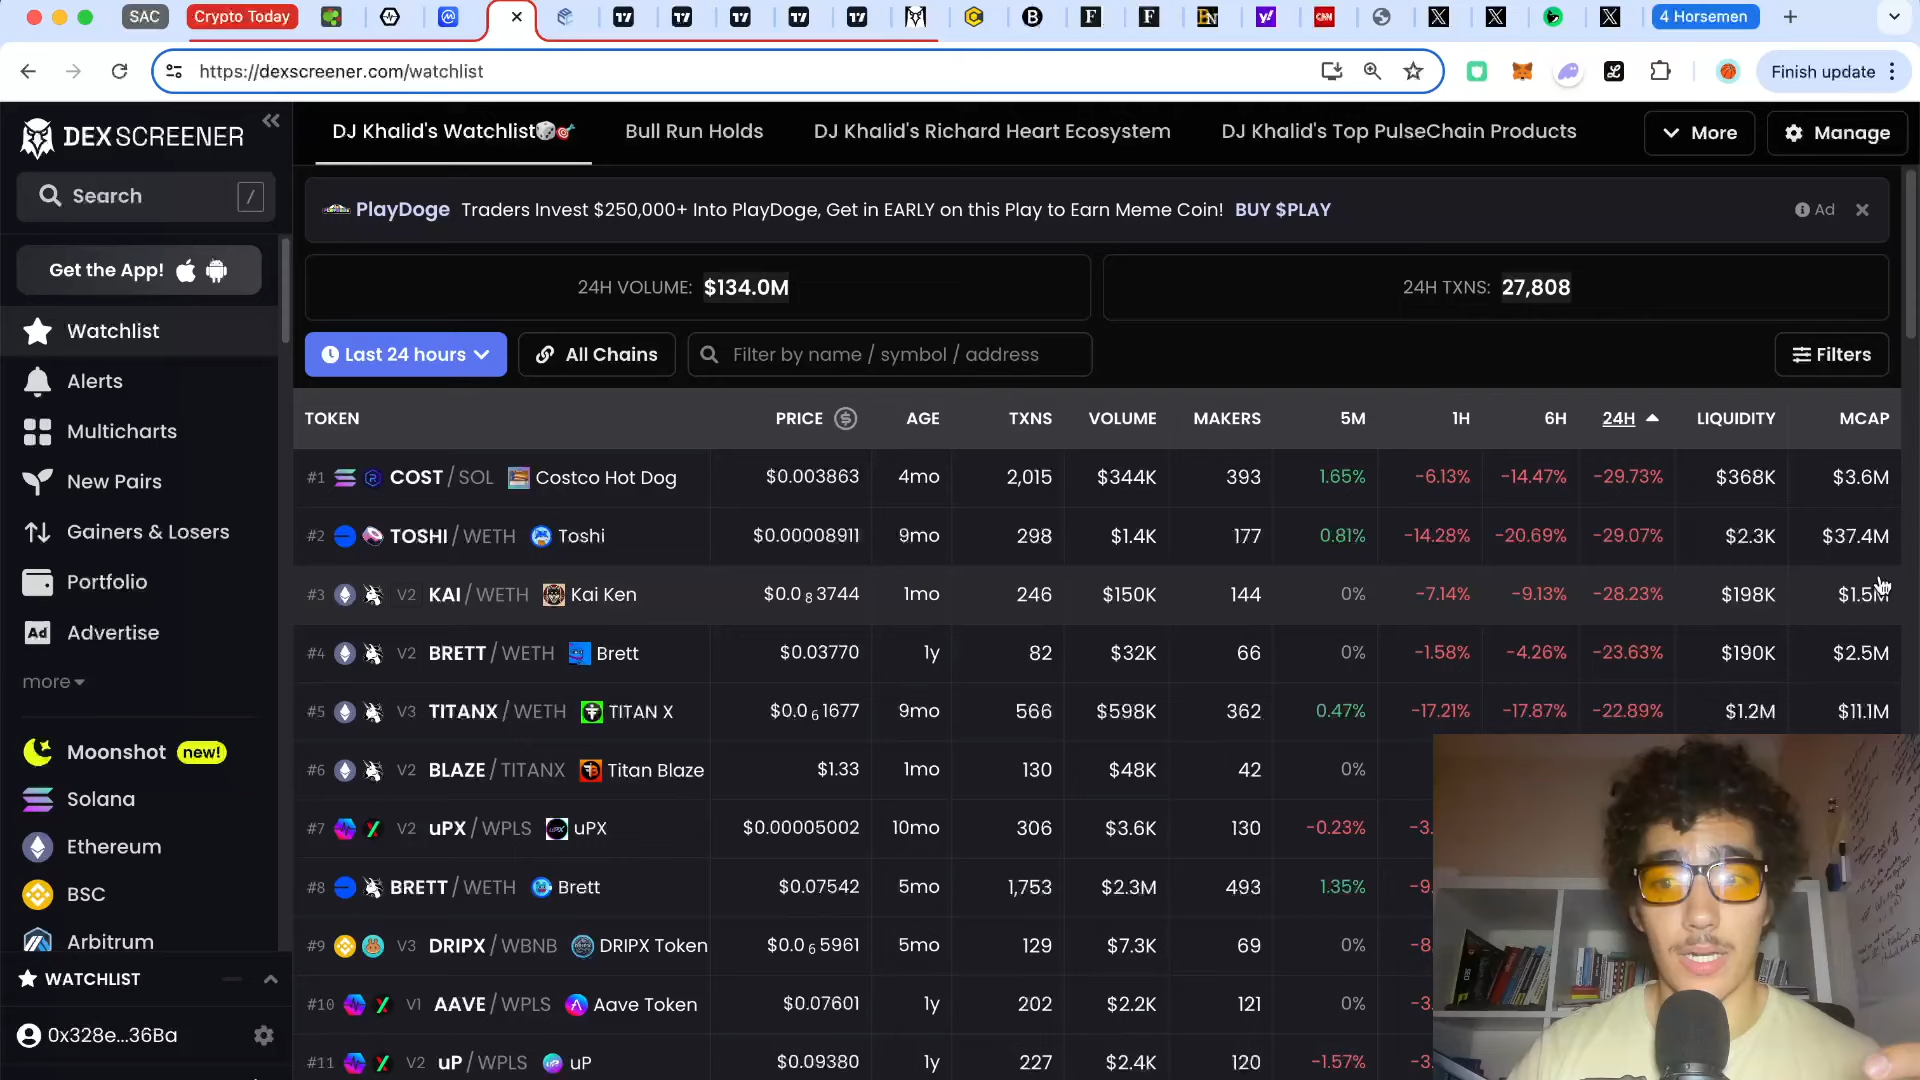 SAC Crypto Today 4 Horsemen
https://dexscreener.com/watchlist Finish update
DEX SCREENER
Search /
Get the App!
Watchlist
Alerts
Multicharts
New Pairs
Gainers & Losers
Portfolio
Ad Advertise
more
Moonshot new!
Solana
Ethereum
BSC
Arbitrum
WATCHLIST
0x328e...36Ba
DJ Khalid's Watchlist Bull Run Holds DJ Khalid's Richard Heart Ecosystem DJ Khalid's Top PulseChain Products More Manage
PlayDoge Traders Invest $250,000+ Into PlayDoge, Get in EARLY on this Play to Earn Meme Coin! BUY $PLAY Ad
24H VOLUME: $134.0M 24H TXNS: 27,808
Last 24 hours All Chains Filter by name / symbol / address Filters
TOKEN PRICE AGE TXNS VOLUME MAKERS 5M 1H 6H 24H LIQUIDITY MCAP
#1 COST / SOL Costco Hot Dog $0.003863 4mo 2,015 $344K 393 1.65% -6.13% -14.47% -29.73% $368K $3.6M
#2 TOSHI / WETH Toshi $0.00008911 9mo 298 $1.4K 177 0.81% -14.28% -20.69% -29.07% $2.3K $37.4M
#3 V2 KAI / WETH Kai Ken $0.0₈3744 1mo 246 $150K 144 0% -7.14% -9.13% -28.23% $198K $1.5M
#4 V2 BRETT / WETH Brett $0.03770 1y 82 $32K 66 0% -1.58% -4.26% -23.63% $190K $2.5M
#5 V3 TITANX / WETH TITAN X $0.0₆1677 9mo 566 $598K 362 0.47% -17.21% -17.87% -22.89% $1.2M $11.1M
#6 V2 BLAZE / TITANX Titan Blaze $1.33 1mo 130 $48K 42 0%
#7 V2 uPX / WPLS uPX $0.00005002 10mo 306 $3.6K 130 -0.23% -3.
#8 BRETT / WETH Brett $0.07542 5mo 1,753 $2.3M 493 1.35% -9.
#9 V3 DRIPX / WBNB DRIPX Token $0.0₆5961 5mo 129 $7.3K 69 0% -8.
#10 V1 AAVE / WPLS Aave Token $0.07601 1y 202 $2.2K 121 0% -3.
#11 V2 uP / WPLS uP $0.09380 1y 227 $2.4K 120 -1.57% -3.